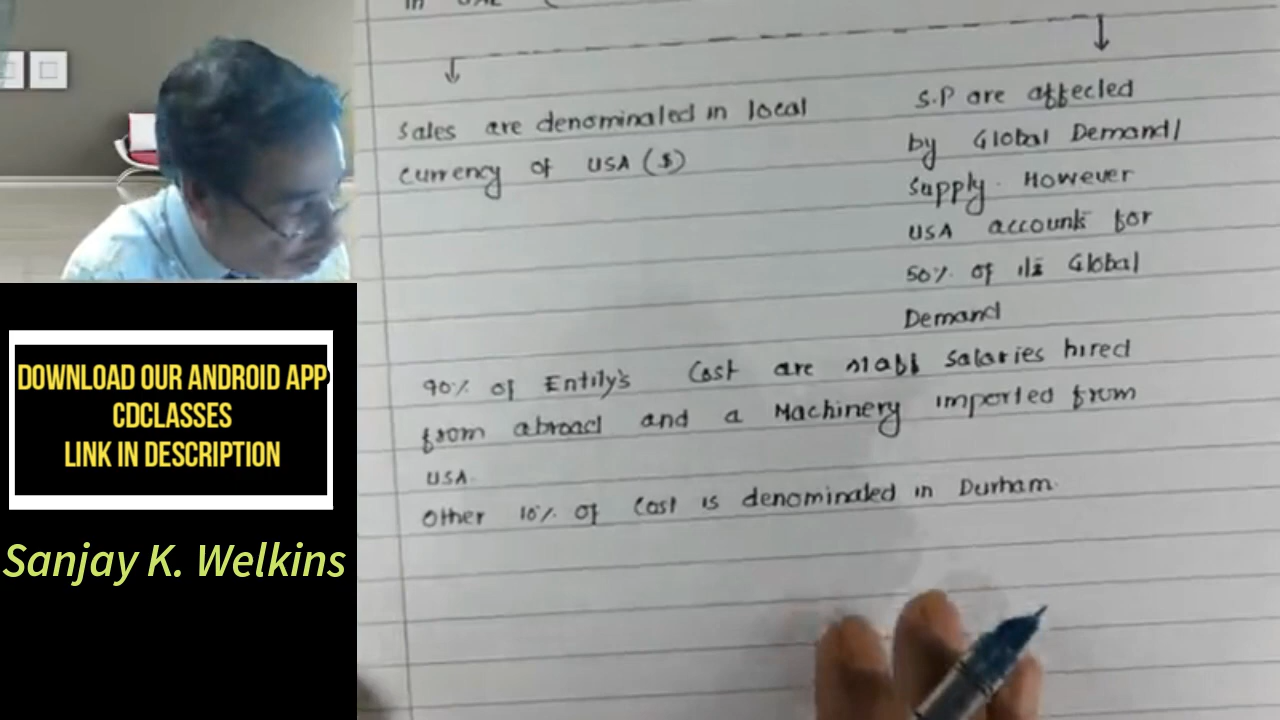 in UAE (
Sales are denominated in local
currency of USA ($)
S.P are affected
by Global Demand/
Supply. However
USA accounts for
50% of its Global
Demand
90% of Entity's Cost are staff salaries hired
from abroad and a Machinery imported from
USA.
Other 10% of Cost is denominated in Durham.
DOWNLOAD OUR ANDROID APP
CDCLASSES
LINK IN DESCRIPTION
Sanjay K. Welkins